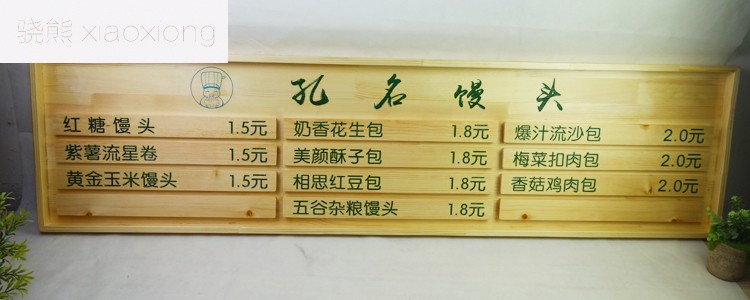 骁熊 xiaoxiong
孔名馒头
红糖馒头 1.5元
紫薯流星卷 1.5元
黄金玉米馒头 1.5元
奶香花生包 1.8元
美颜酥子包 1.8元
相思红豆包 1.8元
五谷杂粮馒头 1.8元
爆汁流沙包 2.0元
梅菜扣肉包 2.0元
香菇鸡肉包 2.0元